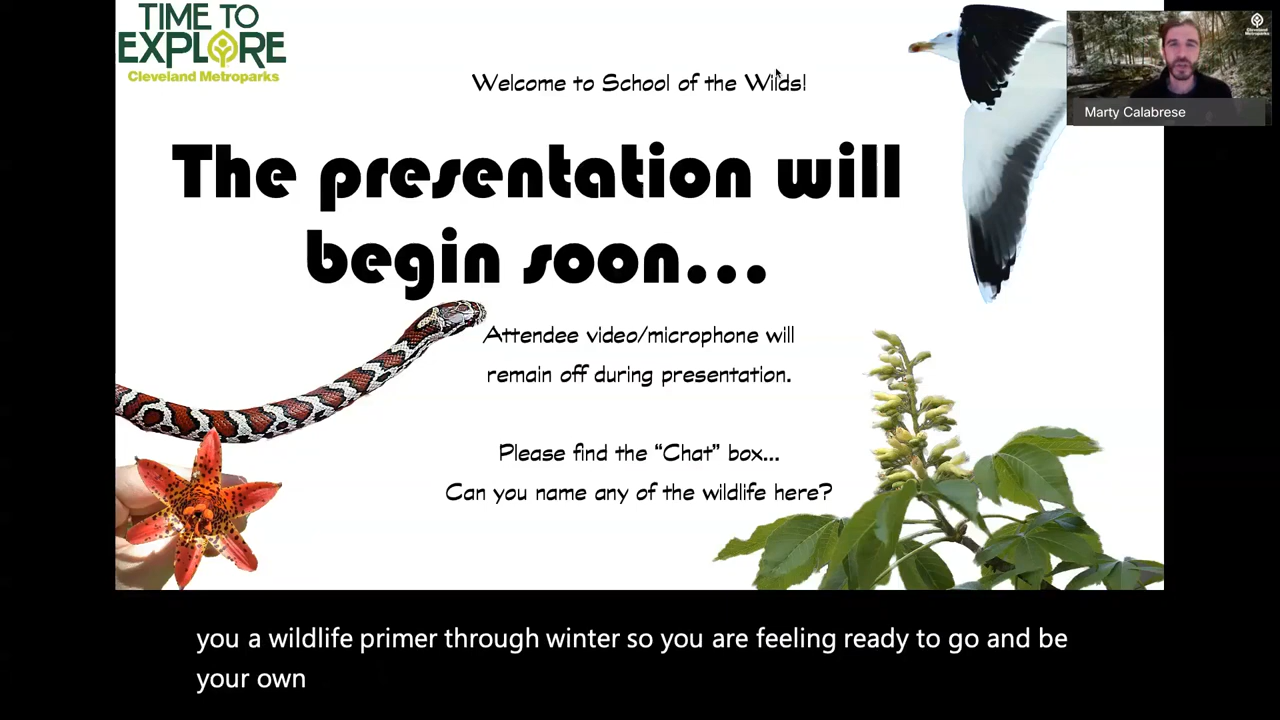 TIME TO
EXPLORE
Cleveland Metroparks
Welcome to School of the Wilds!
The presentation will
begin soon...
Attendee video/microphone will
remain off during presentation.
Please find the “Chat” box...
Can you name any of the wildlife here?
Cleveland
Metroparks
Marty Calabrese
you a wildlife primer through winter so you are feeling ready to go and be
your own